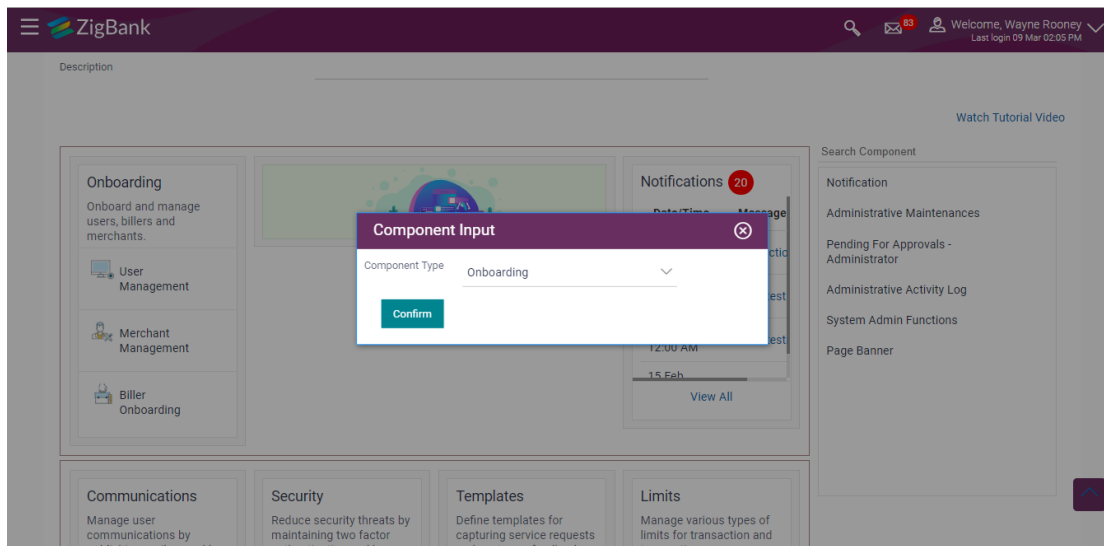 ZigBank
83
Welcome, Wayne Rooney
Last login 09 Mar 02:05 PM
Description
Watch Tutorial Video
Search Component
Onboarding
Onboard and manage
users, billers and
merchants.
User
Management
Merchant
Management
Biller
Onboarding
Notifications 20
Date/Time Message
12:00 AM
15 Feb
View All
Component Input
Component Type
Onboarding
Confirm
Notification
Administrative Maintenances
Pending For Approvals -
Administrator
Administrative Activity Log
System Admin Functions
Page Banner
Communications
Manage user
communications by
Security
Reduce security threats by
maintaining two factor
Templates
Define templates for
capturing service requests
Limits
Manage various types of
limits for transaction and